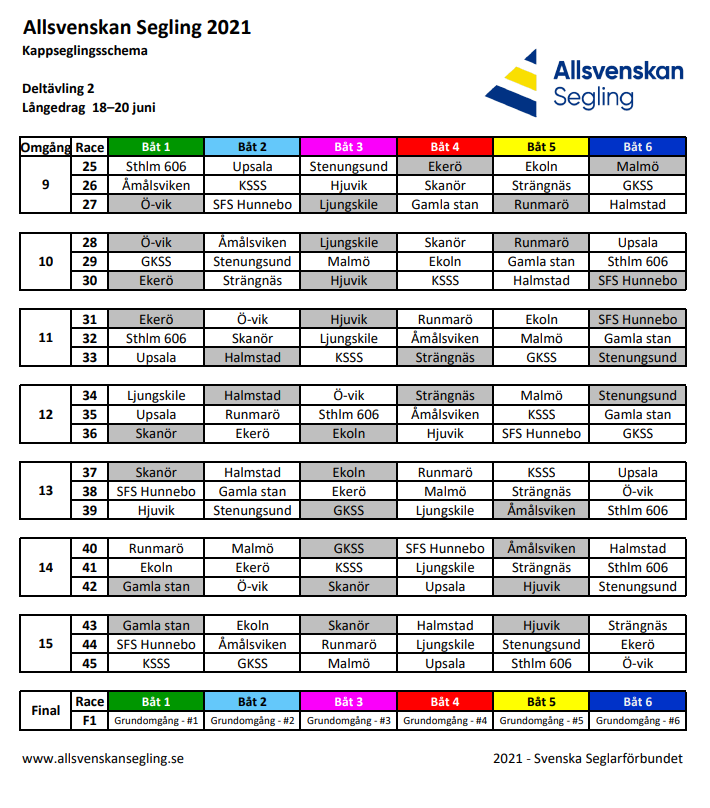 Allsvenskan Segling 2021
Kappseglingsschema
Allsvenskan
Segling
Deltävling 2
Långedrag 18–20 juni
Omgång Race Båt 1 Båt 2 Båt 3 Båt 4 Båt 5 Båt 6
25 Sthlm 606 Upsala Stenungsund Ekerö Ekoln Malmö
9 26 Åmålsviken KSSS Hjuvik Skanör Strängnäs GKSS
27 Ö-vik SFS Hunnebo Ljungskile Gamla stan Runmarö Halmstad
28 Ö-vik Åmålsviken Ljungskile Skanör Runmarö Upsala
10 29 GKSS Stenungsund Malmö Ekoln Gamla stan Sthlm 606
30 Ekerö Strängnäs Hjuvik KSSS Halmstad SFS Hunnebo
31 Ekerö Ö-vik Hjuvik Runmarö Ekoln SFS Hunnebo
11 32 Sthlm 606 Skanör Ljungskile Åmålsviken Malmö Gamla stan
33 Upsala Halmstad KSSS Strängnäs GKSS Stenungsund
34 Ljungskile Halmstad Ö-vik Strängnäs Malmö Stenungsund
12 35 Upsala Runmarö Sthlm 606 Åmålsviken KSSS Gamla stan
36 Skanör Ekerö Ekoln Hjuvik SFS Hunnebo GKSS
37 Skanör Halmstad Ekoln Runmarö KSSS Upsala
13 38 SFS Hunnebo Gamla stan Ekerö Malmö Strängnäs Ö-vik
39 Hjuvik Stenungsund GKSS Ljungskile Åmålsviken Sthlm 606
40 Runmarö Malmö GKSS SFS Hunnebo Åmålsviken Halmstad
14 41 Ekoln Ekerö KSSS Ljungskile Strängnäs Sthlm 606
42 Gamla stan Ö-vik Skanör Upsala Hjuvik Stenungsund
43 Gamla stan Ekoln Skanör Halmstad Hjuvik Strängnäs
15 44 SFS Hunnebo Åmålsviken Runmarö Ljungskile Stenungsund Ekerö
45 KSSS GKSS Malmö Upsala Sthlm 606 Ö-vik
Final Race Båt 1 Båt 2 Båt 3 Båt 4 Båt 5 Båt 6
F1 Grundomgång - #1 Grundomgång - #2 Grundomgång - #3 Grundomgång - #4 Grundomgång - #5 Grundomgång - #6
www.allsvenskansegling.se 2021 - Svenska Seglarförbundet